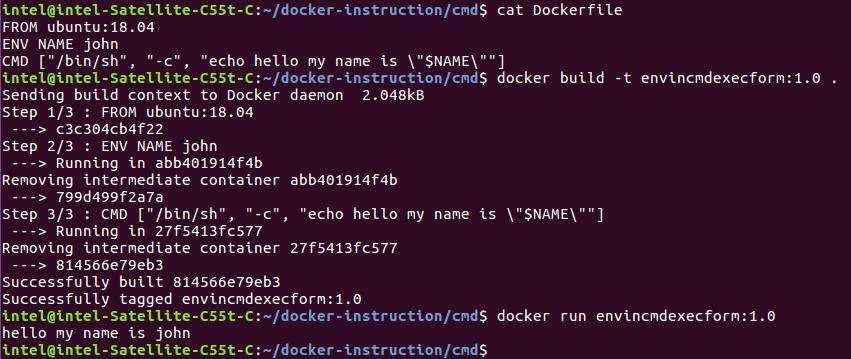 intel@intel-Satellite-C55t-C:~/docker-instruction/cmd$ cat Dockerfile
FROM ubuntu:18.04
ENV NAME john
CMD ["/bin/sh", "-c", "echo hello my name is \"$NAME\""]
intel@intel-Satellite-C55t-C:~/docker-instruction/cmd$ docker build -t envincmdexecform:1.0 .
Sending build context to Docker daemon  2.048kB
Step 1/3 : FROM ubuntu:18.04
 ---> c3c304cb4f22
Step 2/3 : ENV NAME john
 ---> Running in abb401914f4b
Removing intermediate container abb401914f4b
 ---> 799d499f2a7a
Step 3/3 : CMD ["/bin/sh", "-c", "echo hello my name is \"$NAME\""]
 ---> Running in 27f5413fc577
Removing intermediate container 27f5413fc577
 ---> 814566e79eb3
Successfully built 814566e79eb3
Successfully tagged envincmdexecform:1.0
intel@intel-Satellite-C55t-C:~/docker-instruction/cmd$ docker run envincmdexecform:1.0
hello my name is john
intel@intel-Satellite-C55t-C:~/docker-instruction/cmd$